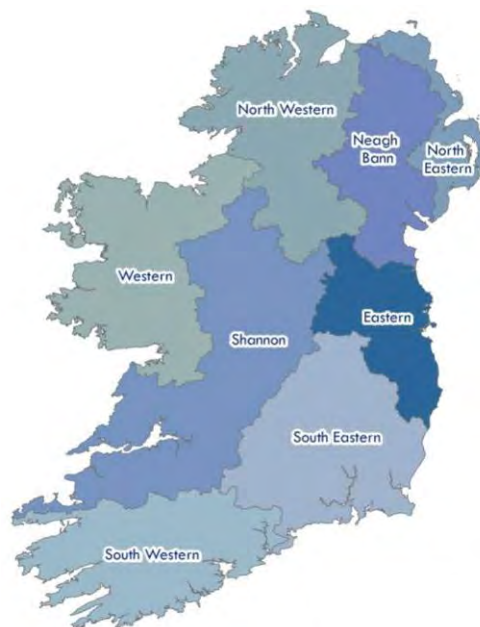 North Western
Neagh
Bann
North
Eastern
Western
Eastern
Shannon
South Eastern
South Western